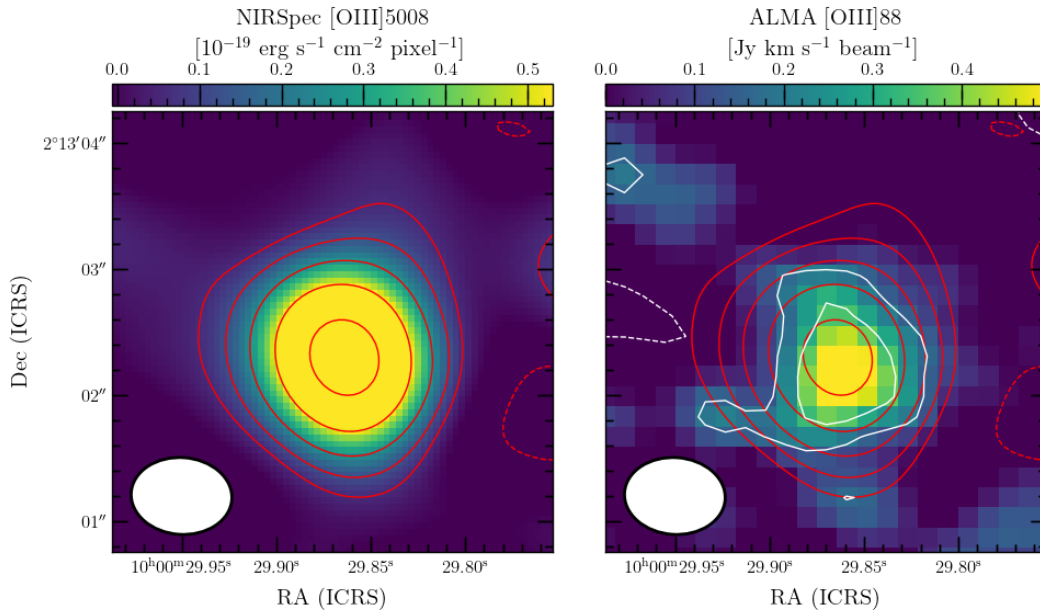 NIRSpec [OIII]5008
[10⁻¹⁹ erg s⁻¹ cm⁻² pixel⁻¹]
0.0 0.1 0.2 0.3 0.4 0.5
ALMA [OIII]88
[Jy km s⁻¹ beam⁻¹]
0.0 0.1 0.2 0.3 0.4
2°13′04″
03″
02″
01″
Dec (ICRS)
10ʰ00ᵐ29.95ˢ 29.90ˢ 29.85ˢ 29.80ˢ
RA (ICRS)
10ʰ00ᵐ29.95ˢ 29.90ˢ 29.85ˢ 29.80ˢ
RA (ICRS)